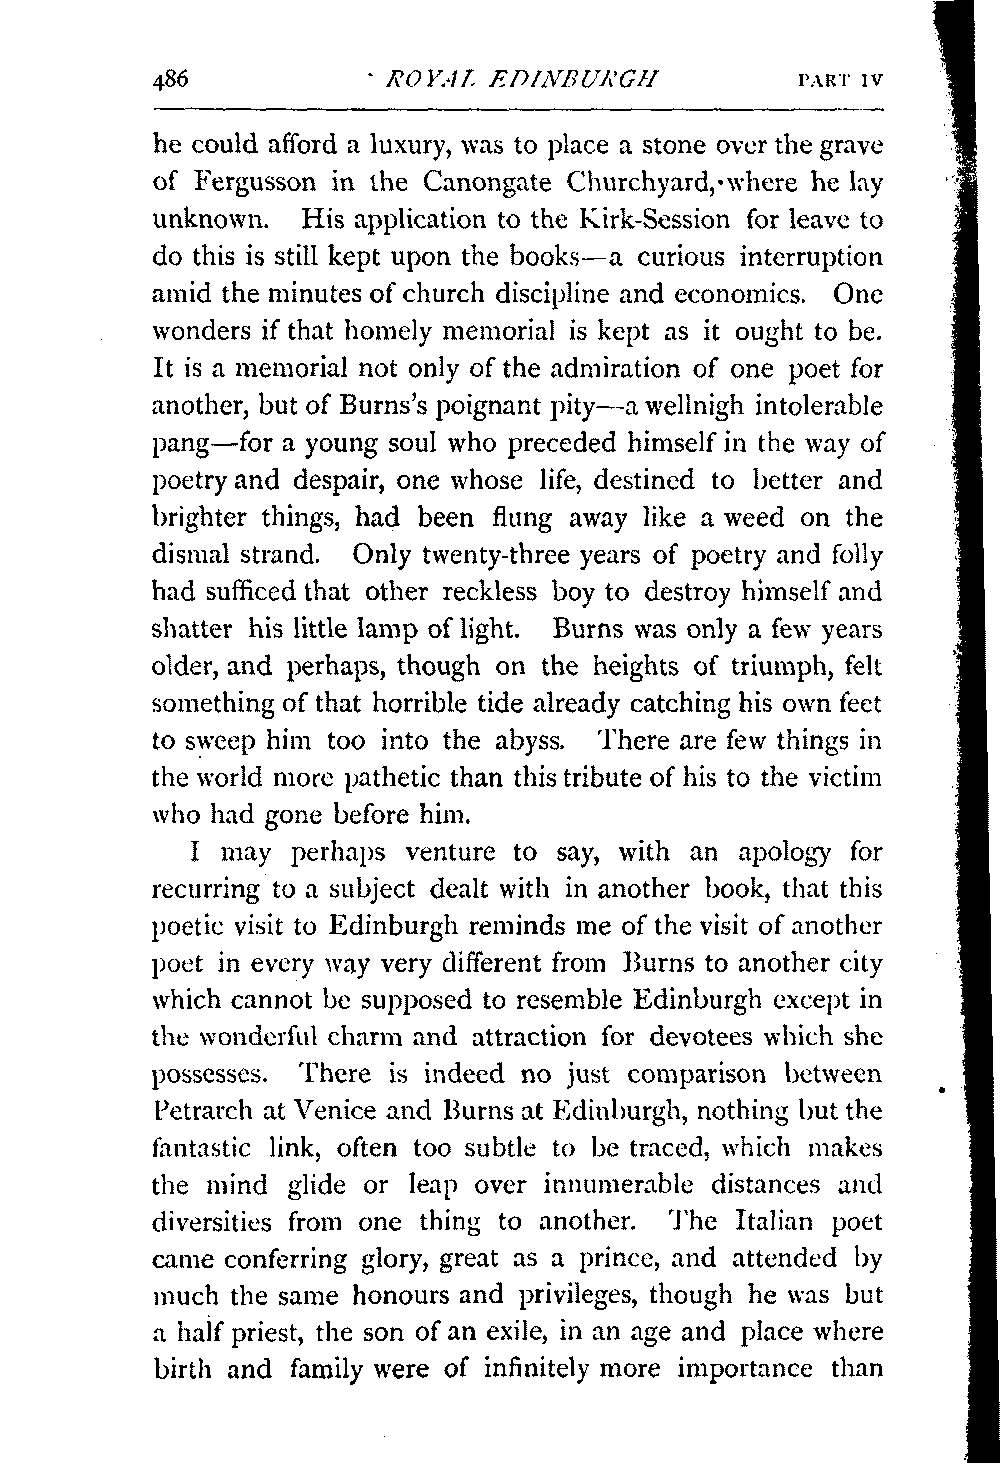 486 ROYAL EDINBURGH PART IV
he could afford a luxury, was to place a stone over the grave
of Fergusson in the Canongate Churchyard, where he lay
unknown. His application to the Kirk-Session for leave to
do this is still kept upon the books—a curious interruption
amid the minutes of church discipline and economics. One
wonders if that homely memorial is kept as it ought to be.
It is a memorial not only of the admiration of one poet for
another, but of Burns's poignant pity—a wellnigh intolerable
pang—for a young soul who preceded himself in the way of
poetry and despair, one whose life, destined to better and
brighter things, had been flung away like a weed on the
dismal strand. Only twenty-three years of poetry and folly
had sufficed that other reckless boy to destroy himself and
shatter his little lamp of light. Burns was only a few years
older, and perhaps, though on the heights of triumph, felt
something of that horrible tide already catching his own feet
to sweep him too into the abyss. There are few things in
the world more pathetic than this tribute of his to the victim
who had gone before him.
I may perhaps venture to say, with an apology for
recurring to a subject dealt with in another book, that this
poetic visit to Edinburgh reminds me of the visit of another
poet in every way very different from Burns to another city
which cannot be supposed to resemble Edinburgh except in
the wonderful charm and attraction for devotees which she
possesses. There is indeed no just comparison between
Petrarch at Venice and Burns at Edinburgh, nothing but the
fantastic link, often too subtle to be traced, which makes
the mind glide or leap over innumerable distances and
diversities from one thing to another. The Italian poet
came conferring glory, great as a prince, and attended by
much the same honours and privileges, though he was but
a half priest, the son of an exile, in an age and place where
birth and family were of infinitely more importance than